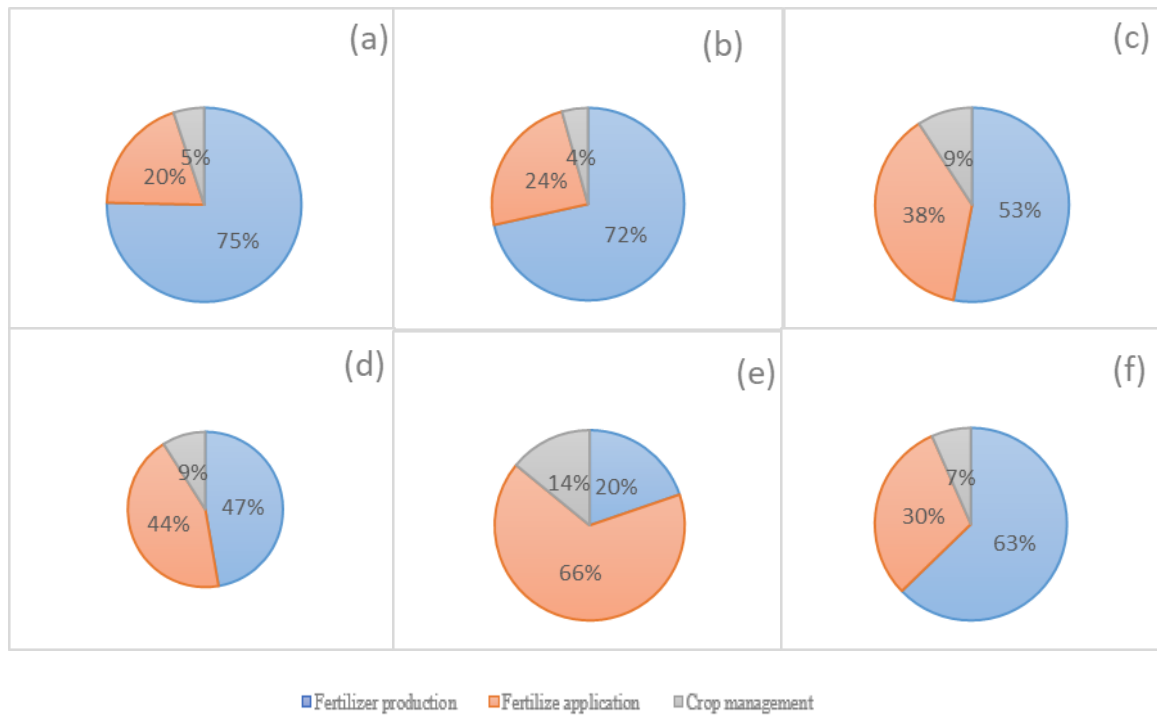 (a)
5%
20%
75%
(b)
4%
24%
72%
(c)
9%
38%
53%
(d)
9%
44%
47%
(e)
14%
20%
66%
(f)
7%
30%
63%
Fertilizer production Fertilize application Crop management